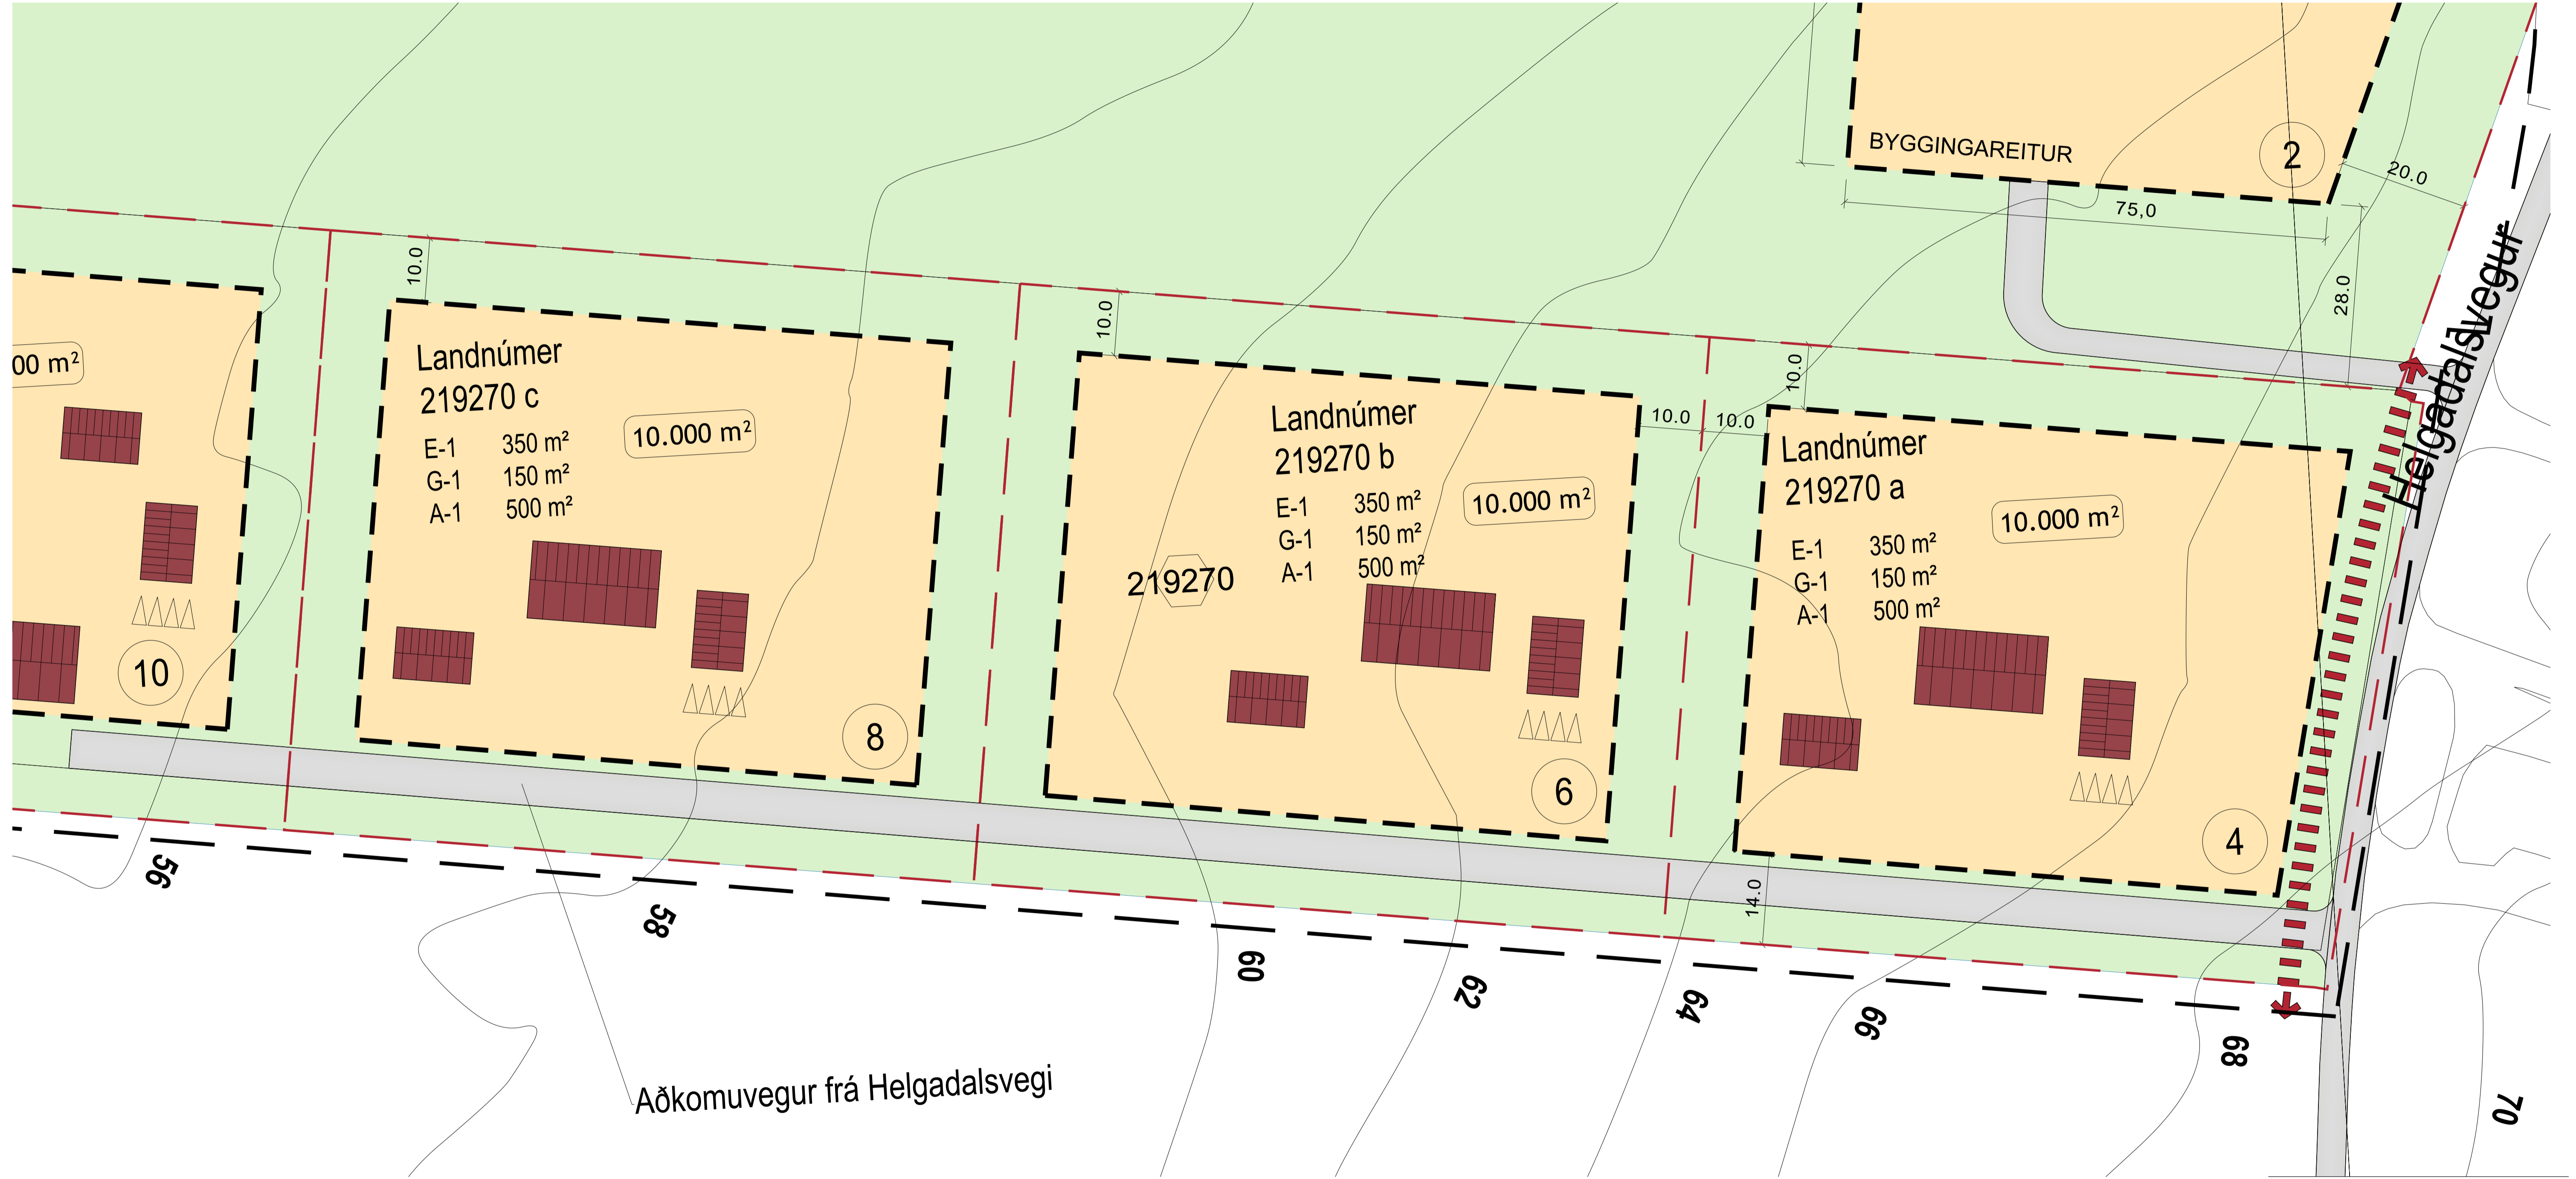 BYGGINGAREITUR
2
75,0
20.0
28.0
Helgadalsvegur
00 m²
10
10.0
Landnúmer
219270 c
10.000 m²
E-1 350 m²
G-1 150 m²
A-1 500 m²
8
10.0
Landnúmer
219270 b
10.000 m²
E-1 350 m²
G-1 150 m²
A-1 500 m²
219270
6
10.0
10.0
10.0
Landnúmer
219270 a
10.000 m²
E-1 350 m²
G-1 150 m²
A-1 500 m²
4
14.0
56
58
60
62
64
66
68
70
Aðkomuvegur frá Helgadalsvegi